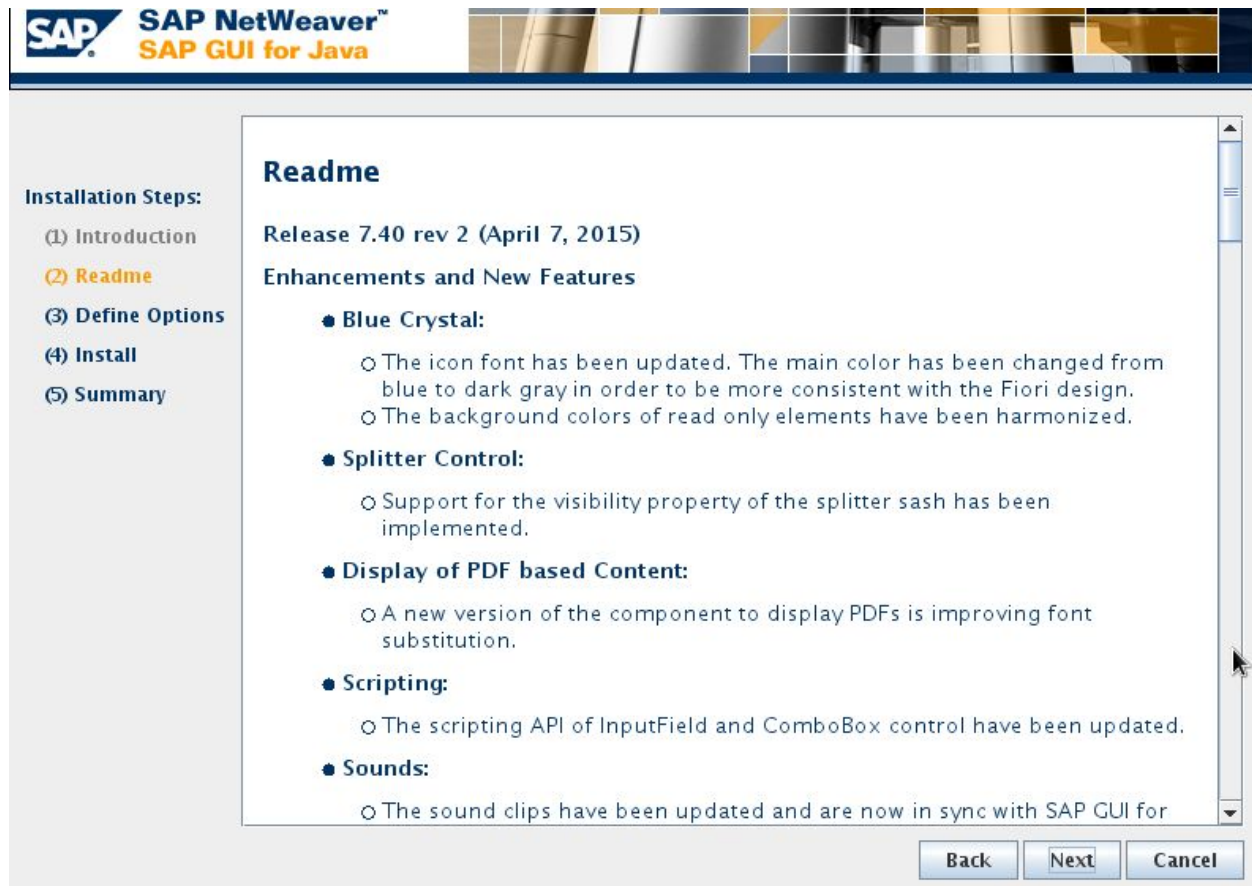 SAP
SAP NetWeaver™
SAP GUI for Java
Installation Steps:
(1) Introduction
(2) Readme
(3) Define Options
(4) Install
(5) Summary
Readme
Release 7.40 rev 2 (April 7, 2015)
Enhancements and New Features
Blue Crystal:
The icon font has been updated. The main color has been changed from
blue to dark gray in order to be more consistent with the Fiori design.
The background colors of read only elements have been harmonized.
Splitter Control:
Support for the visibility property of the splitter sash has been
implemented.
Display of PDF based Content:
A new version of the component to display PDFs is improving font
substitution.
Scripting:
The scripting API of InputField and ComboBox control have been updated.
Sounds:
The sound clips have been updated and are now in sync with SAP GUI for
Back Next Cancel